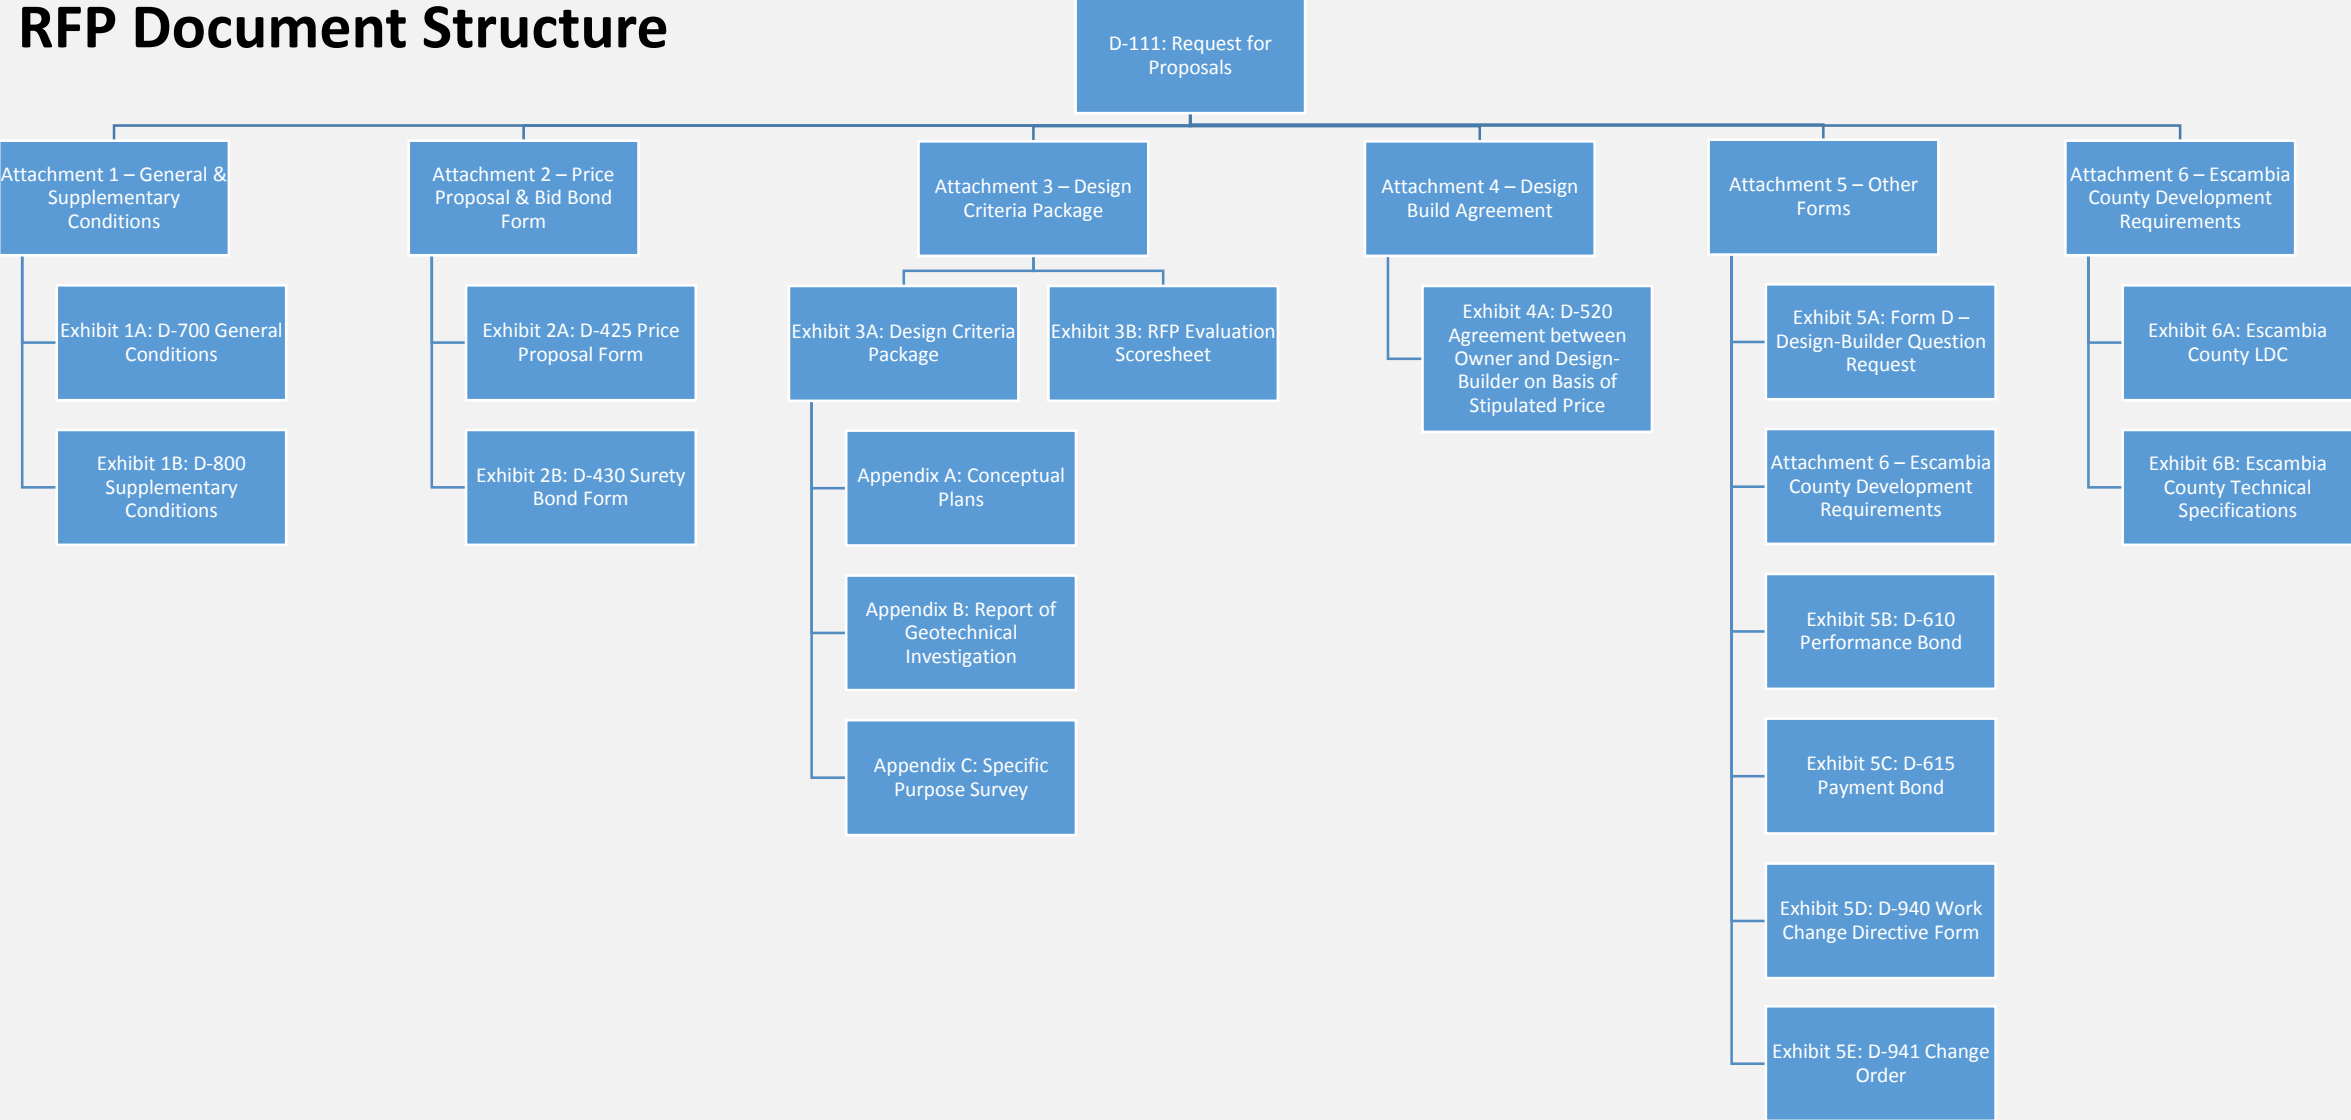 RFP Document Structure
D-111: Request for
Proposals
Attachment 1 – General &
Supplementary
Conditions
Exhibit 1A: D-700 General
Conditions
Exhibit 1B: D-800
Supplementary
Conditions
Attachment 2 – Price
Proposal & Bid Bond
Form
Exhibit 2A: D-425 Price
Proposal Form
Exhibit 2B: D-430 Surety
Bond Form
Attachment 3 – Design
Criteria Package
Exhibit 3A: Design Criteria
Package
Appendix A: Conceptual
Plans
Appendix B: Report of
Geotechnical
Investigation
Appendix C: Specific
Purpose Survey
Exhibit 3B: RFP Evaluation
Scoresheet
Attachment 4 – Design
Build Agreement
Exhibit 4A: D-520
Agreement between
Owner and Design-
Builder on Basis of
Stipulated Price
Attachment 5 – Other
Forms
Exhibit 5A: Form D –
Design-Builder Question
Request
Attachment 6 – Escambia
County Development
Requirements
Exhibit 5B: D-610
Performance Bond
Exhibit 5C: D-615
Payment Bond
Exhibit 5D: D-940 Work
Change Directive Form
Exhibit 5E: D-941 Change
Order
Attachment 6 – Escambia
County Development
Requirements
Exhibit 6A: Escambia
County LDC
Exhibit 6B: Escambia
County Technical
Specifications